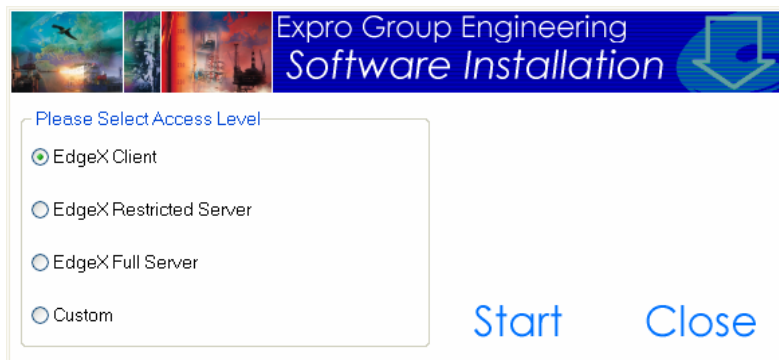 Expro Group Engineering
Software Installation
Please Select Access Level
EdgeX Client
EdgeX Restricted Server
EdgeX Full Server
Custom
Start Close